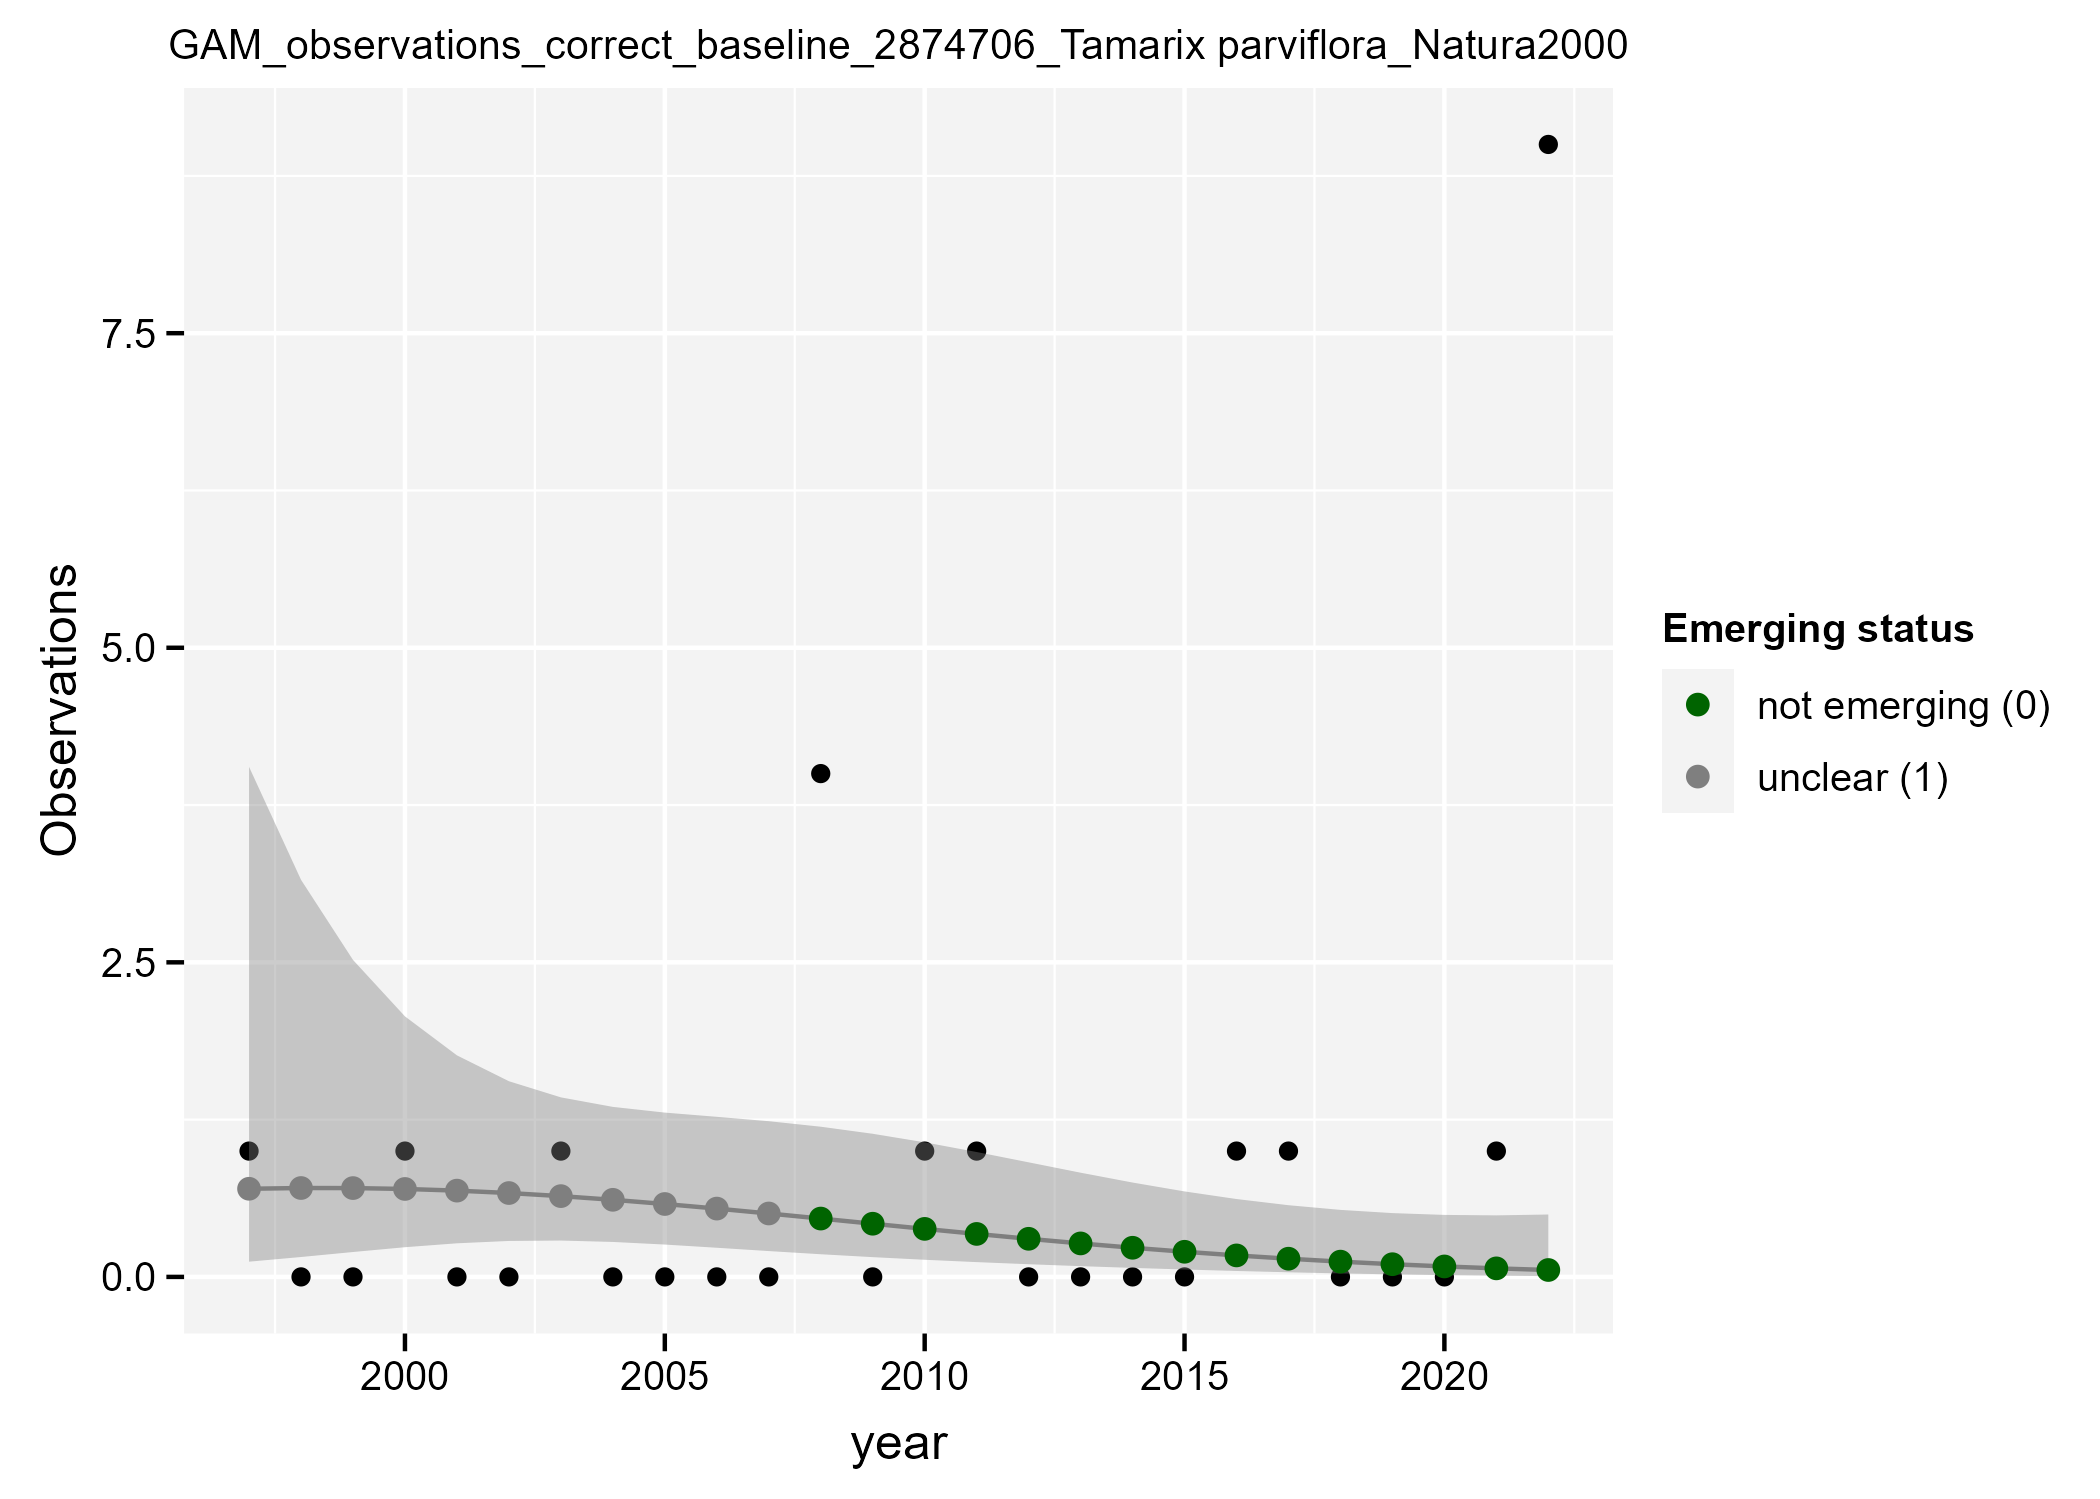 GAM_observations_correct_baseline_2874706_Tamarix parviflora_Natura2000
Observations
7.5
5.0
2.5
0.0
2000 2005 2010 2015 2020
year
Emerging status
not emerging (0)
unclear (1)